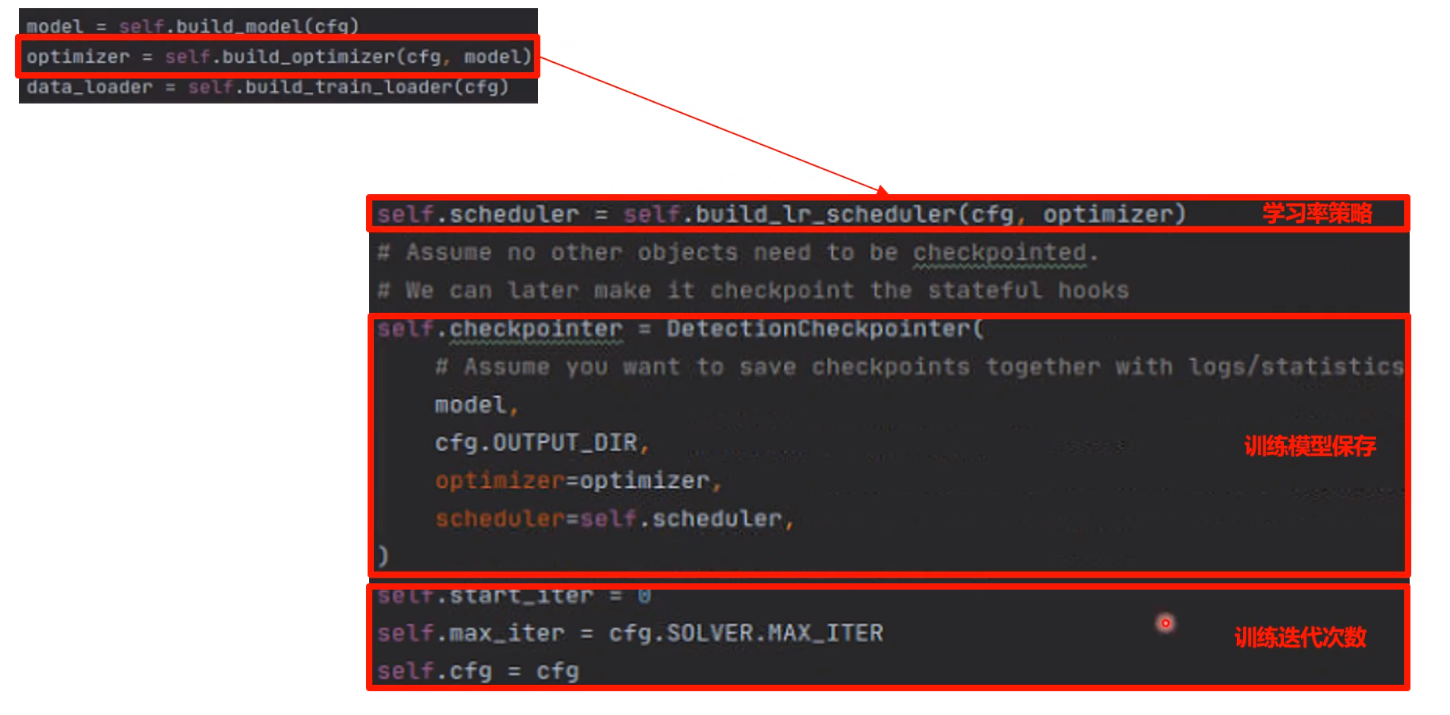 model = self.build_model(cfg)
optimizer = self.build_optimizer(cfg, model)
data_loader = self.build_train_loader(cfg)
self.scheduler = self.build_lr_scheduler(cfg, optimizer) 学习率策略
# Assume no other objects need to be checkpointed.
# We can later make it checkpoint the stateful hooks
self.checkpointer = DetectionCheckpointer(
# Assume you want to save checkpoints together with logs/statistics
model,
cfg.OUTPUT_DIR, 训练模型保存
optimizer=optimizer,
scheduler=self.scheduler,
)
self.start_iter = 0
self.max_iter = cfg.SOLVER.MAX_ITER 训练迭代次数
self.cfg = cfg